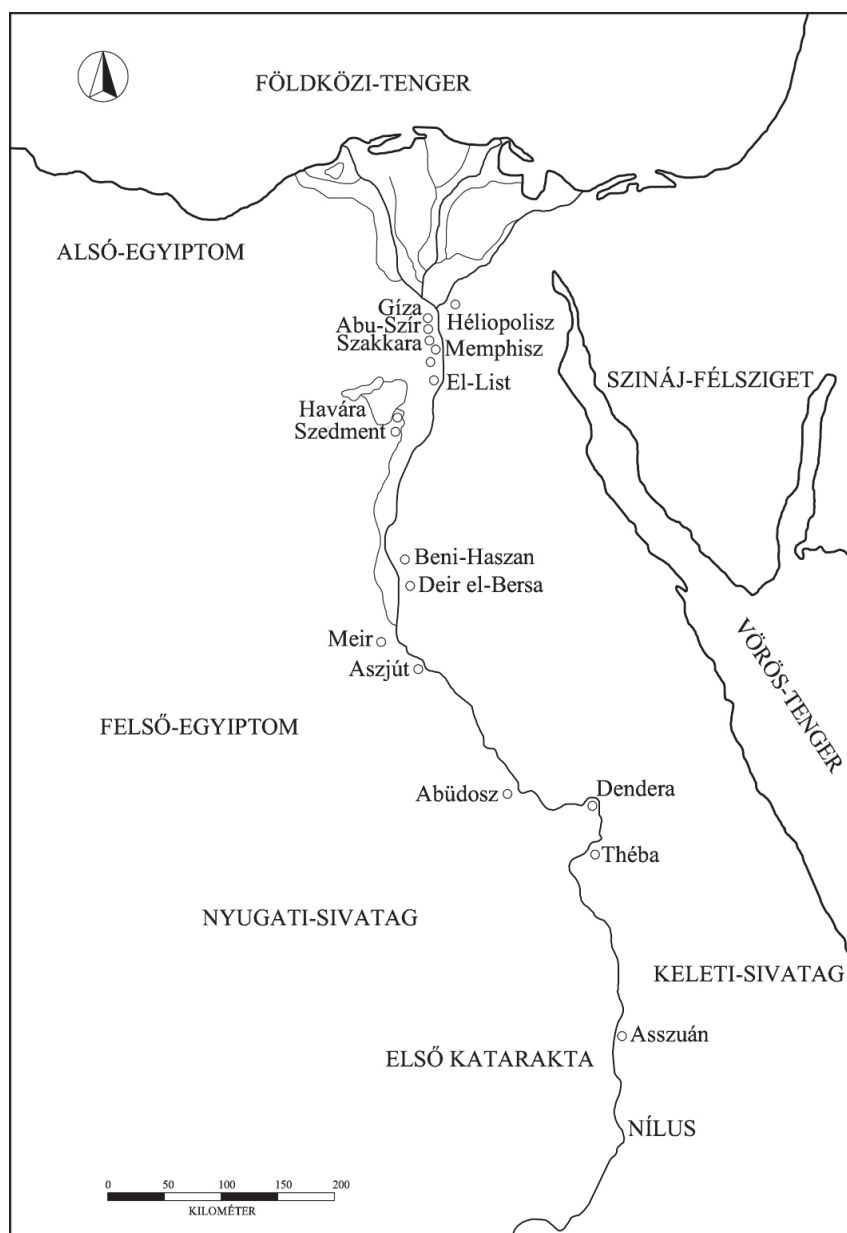 FÖLDKÖZI-TENGER
ALSÓ-EGYIPTOM
Gíza
Héliopolisz
Abu-Szír
Szakkara
Memphisz
El-List
SZINÁJ-FÉLSZIGET
Havára
Szedment
Beni-Haszan
Deir el-Bersa
Meir
Aszjút
VÖRÖS-TENGER
FELSŐ-EGYIPTOM
Abüdosz
Dendera
Théba
NYUGATI-SIVATAG
KELETI-SIVATAG
Asszuán
ELSŐ KATARAKTA
NÍLUS
0 50 100 150 200
KILOMÉTER